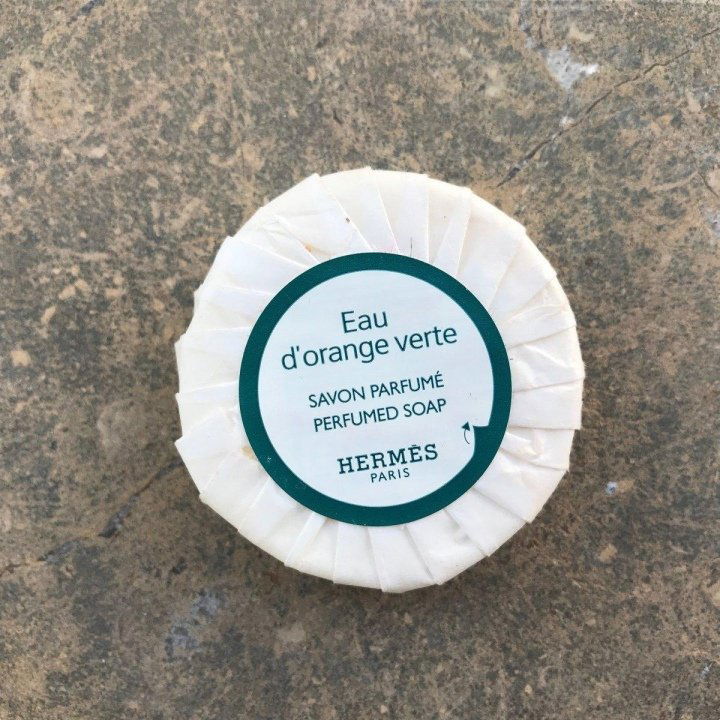 Eau
d'orange verte
SAVON PARFUMÉ
PERFUMED SOAP
HERMÈS
PARIS